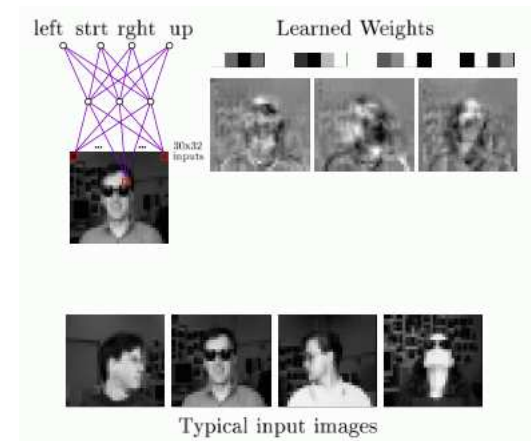 left strt rght up
Learned Weights
... ...
30x32
inputs
Typical input images